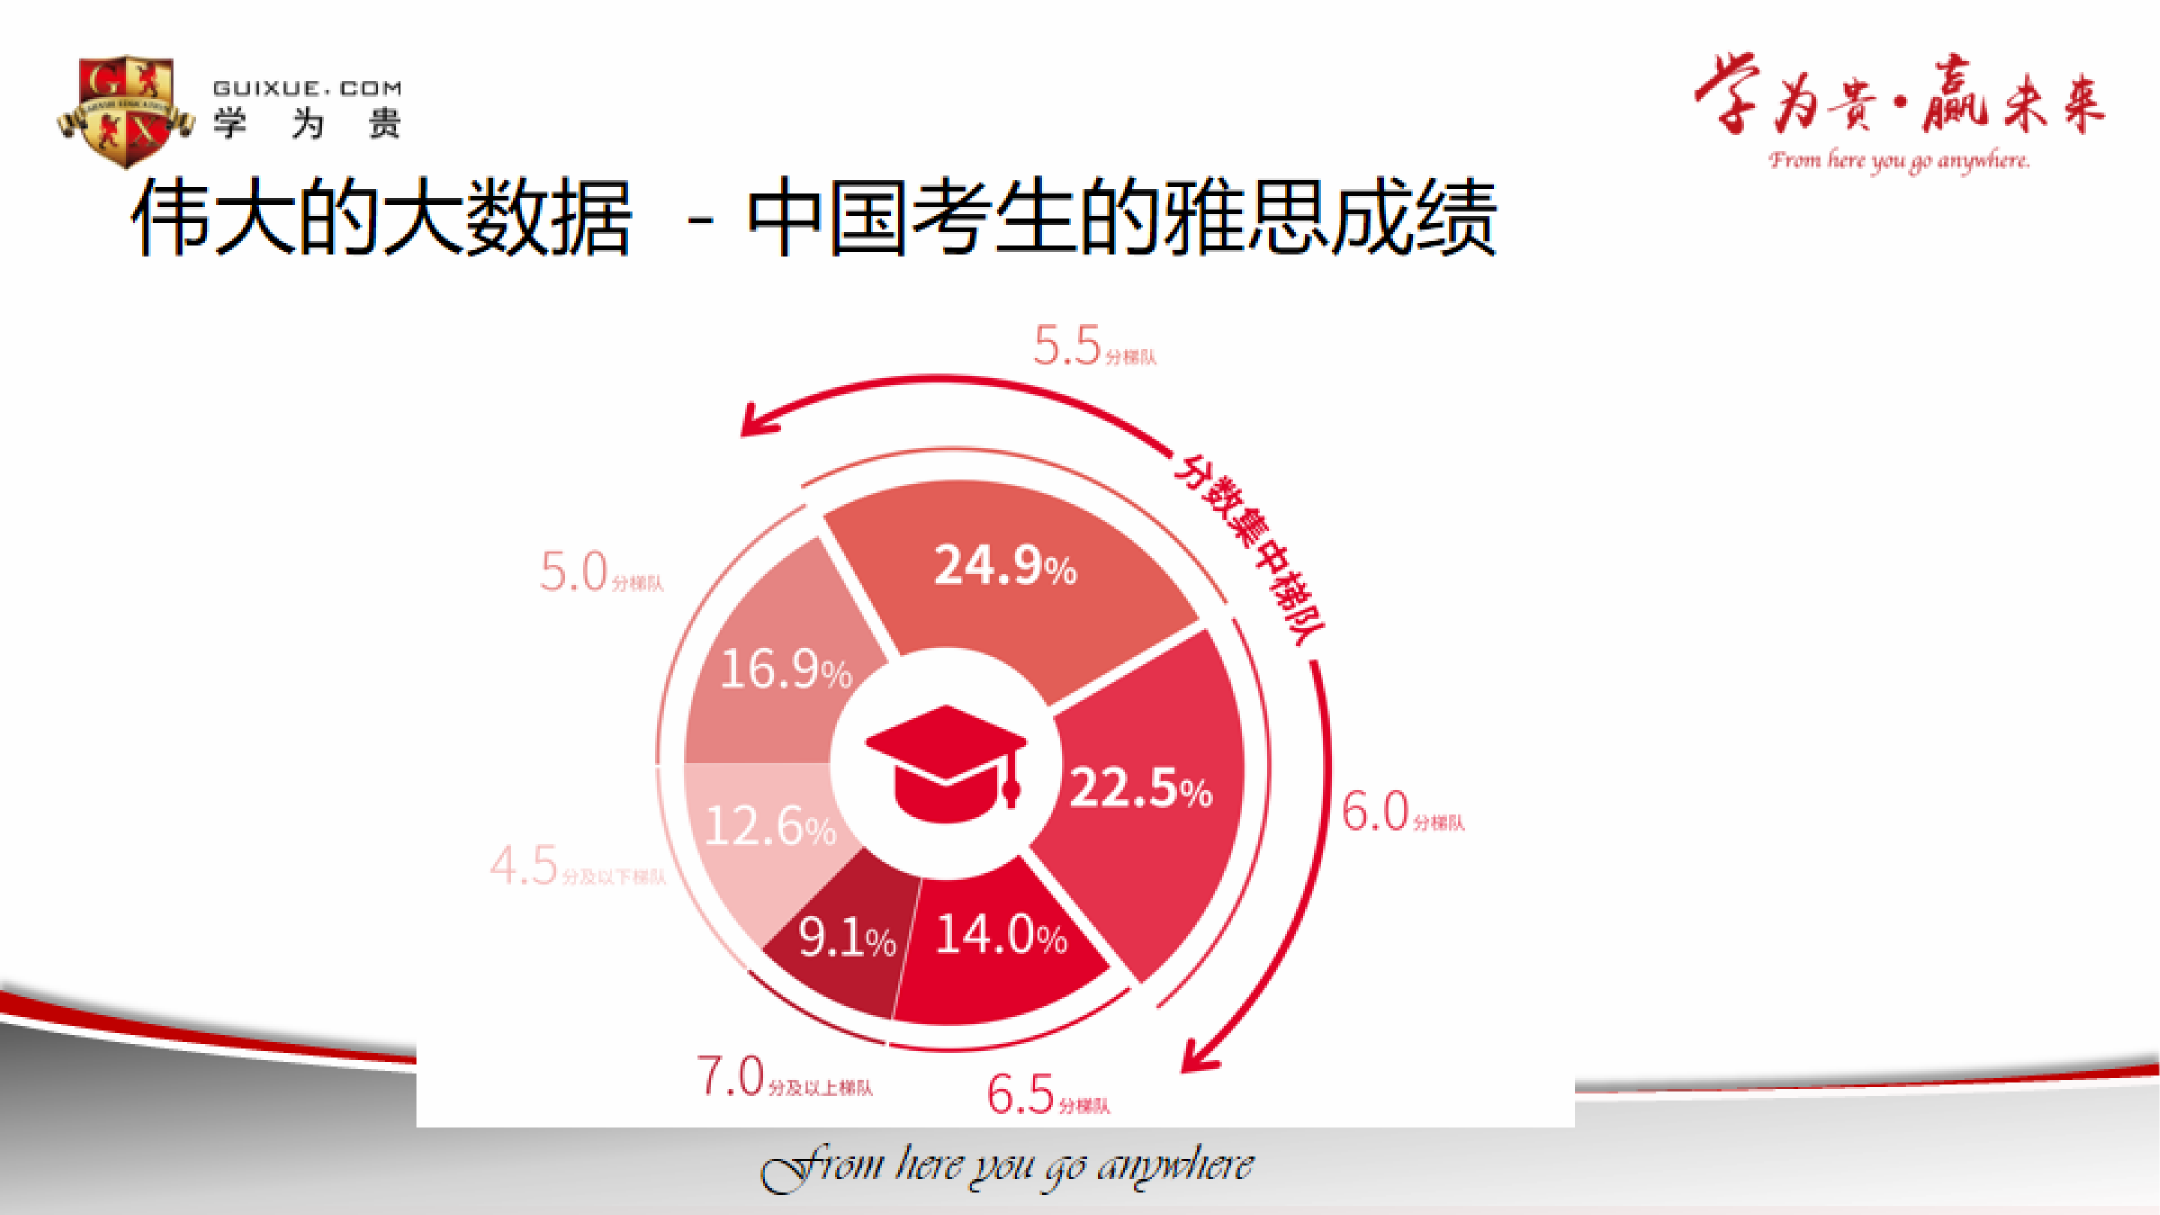 GUIXUE.COM
学为贵
学为贵·赢未来
From here you go anywhere.
伟大的大数据 - 中国考生的雅思成绩
5.5分梯队
分数集中梯队
24.9%
5.0分梯队
16.9%
22.5%
6.0分梯队
12.6%
4.5分及以下梯队
9.1%
14.0%
7.0分及以上梯队
6.5分梯队
From here you go anywhere